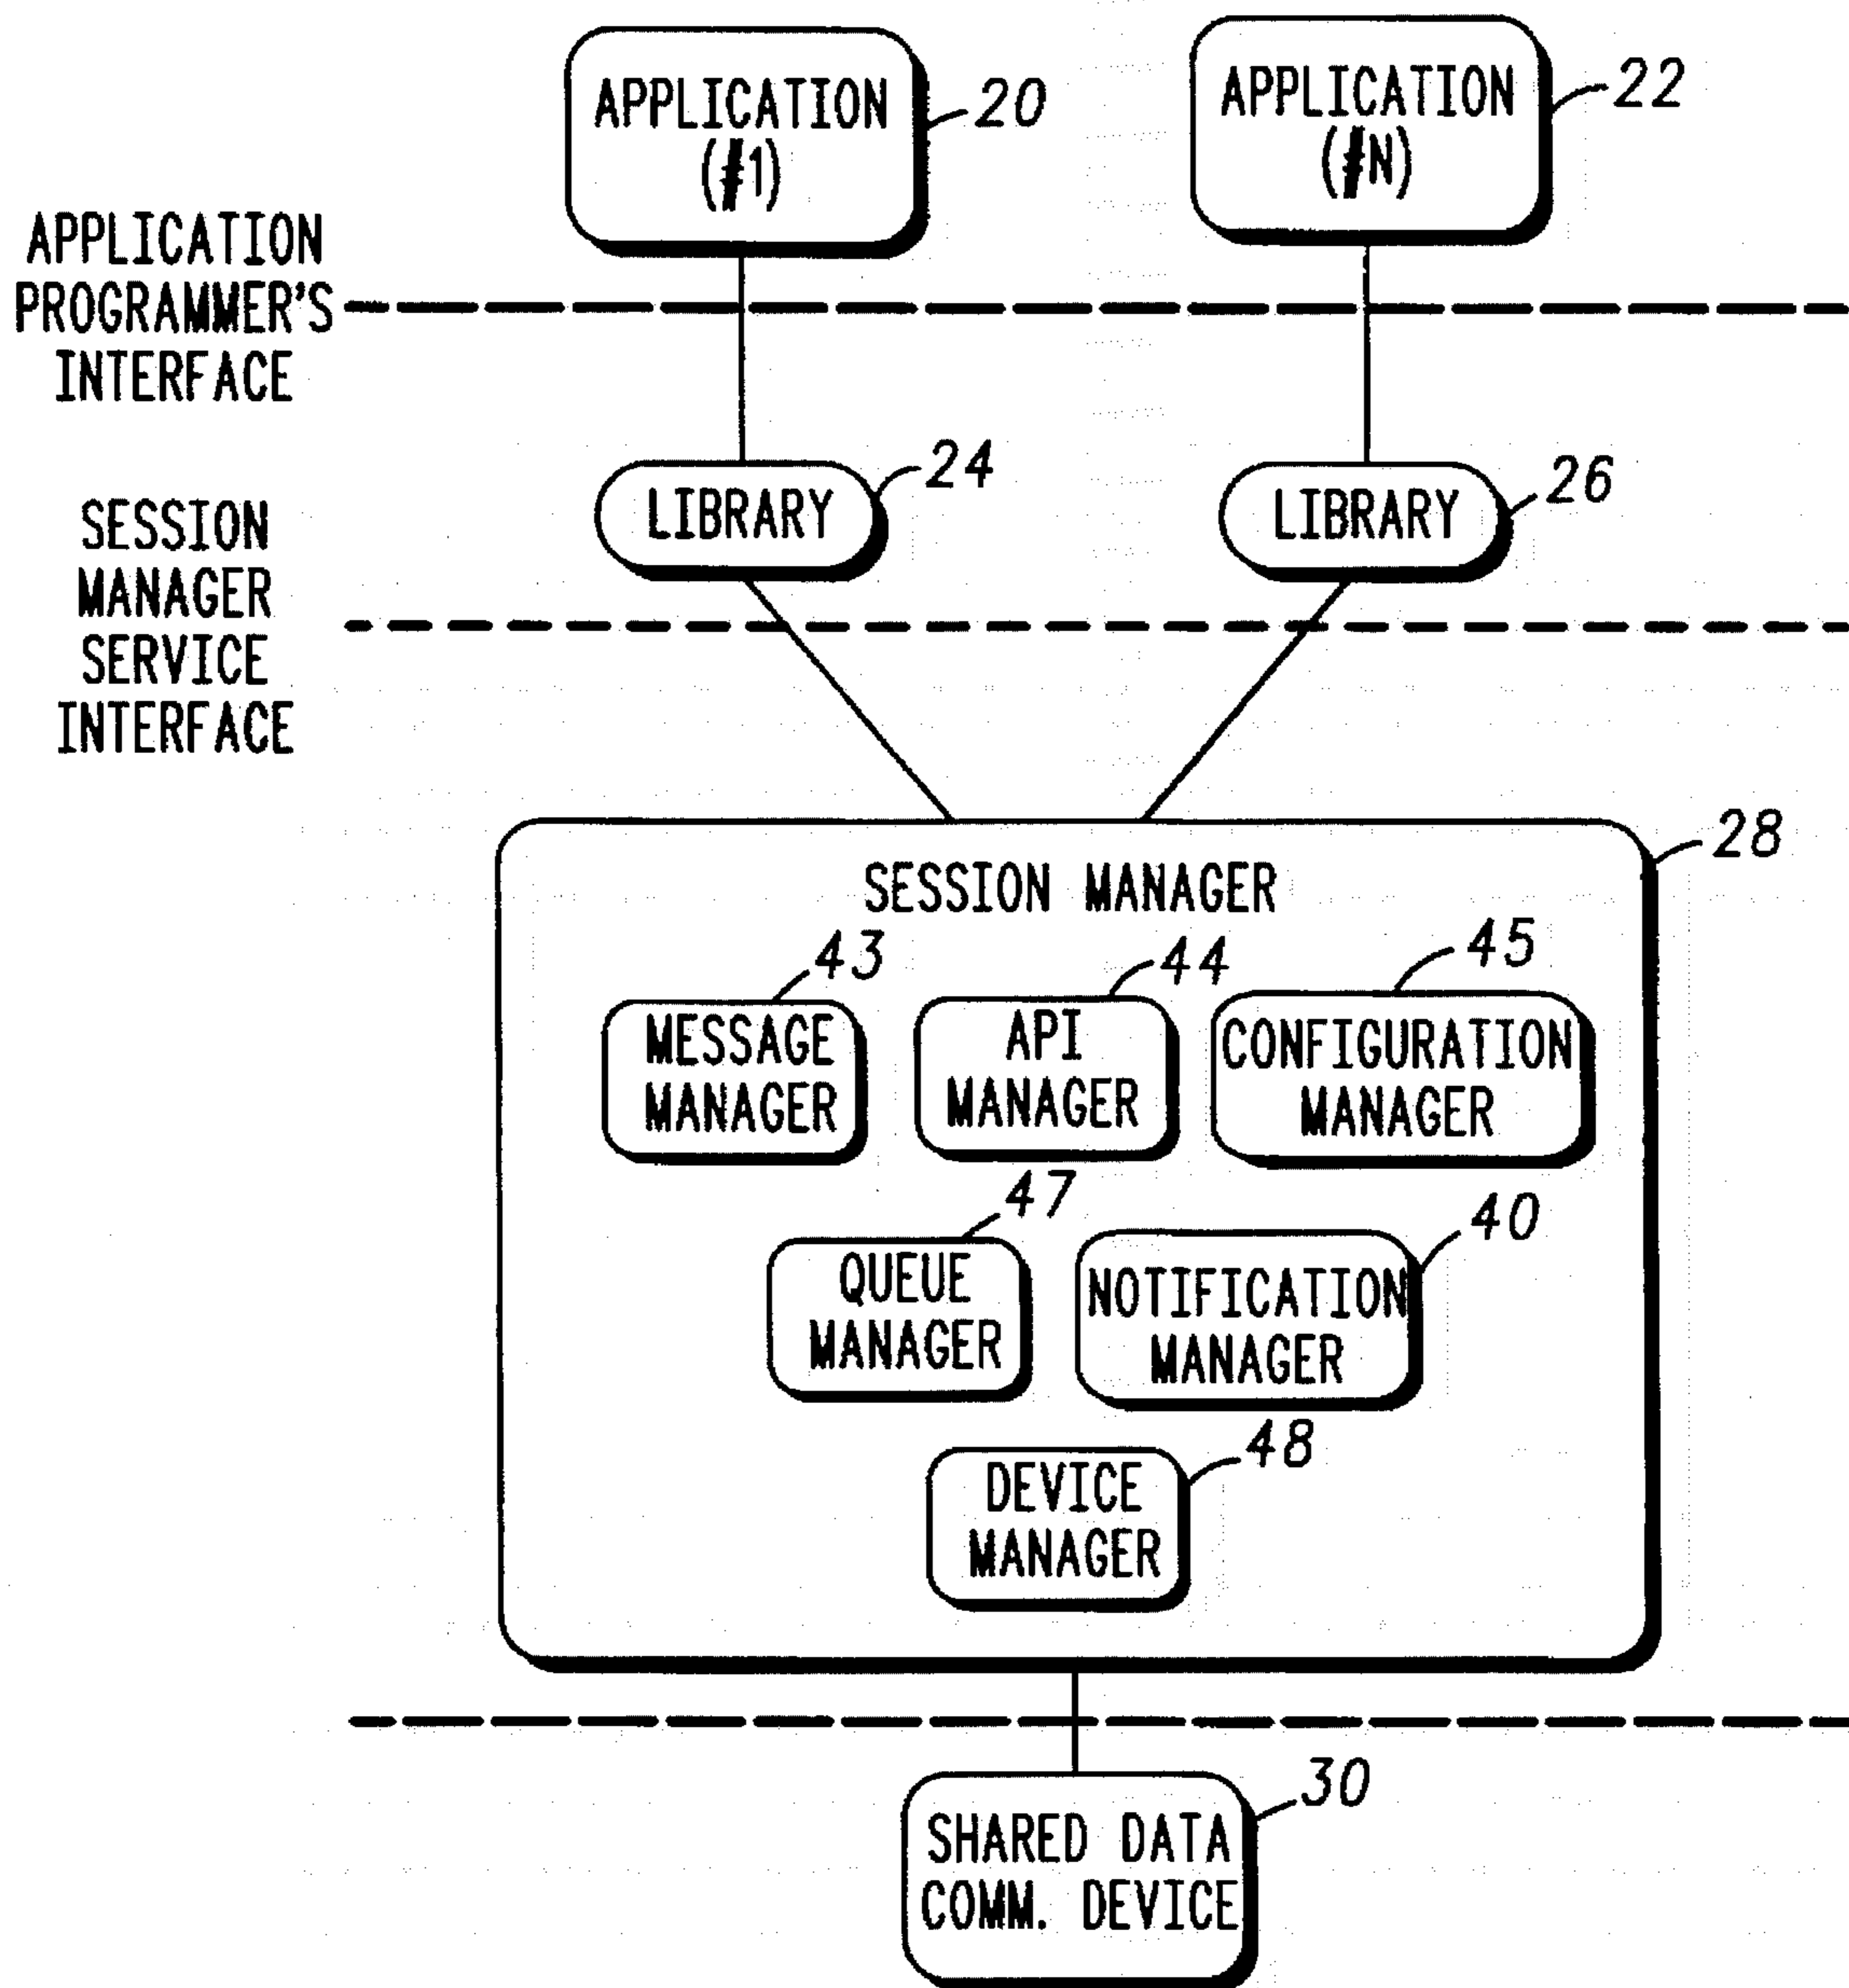 APPLICATION
(#1)
20
APPLICATION
(#N)
22
APPLICATION
PROGRAMMER'S
INTERFACE
LIBRARY
24
LIBRARY
26
SESSION
MANAGER
SERVICE
INTERFACE
28
SESSION MANAGER
43
MESSAGE
MANAGER
44
API
MANAGER
45
CONFIGURATION
MANAGER
47
QUEUE
MANAGER
40
NOTIFICATION
MANAGER
48
DEVICE
MANAGER
30
SHARED DATA
COMM. DEVICE